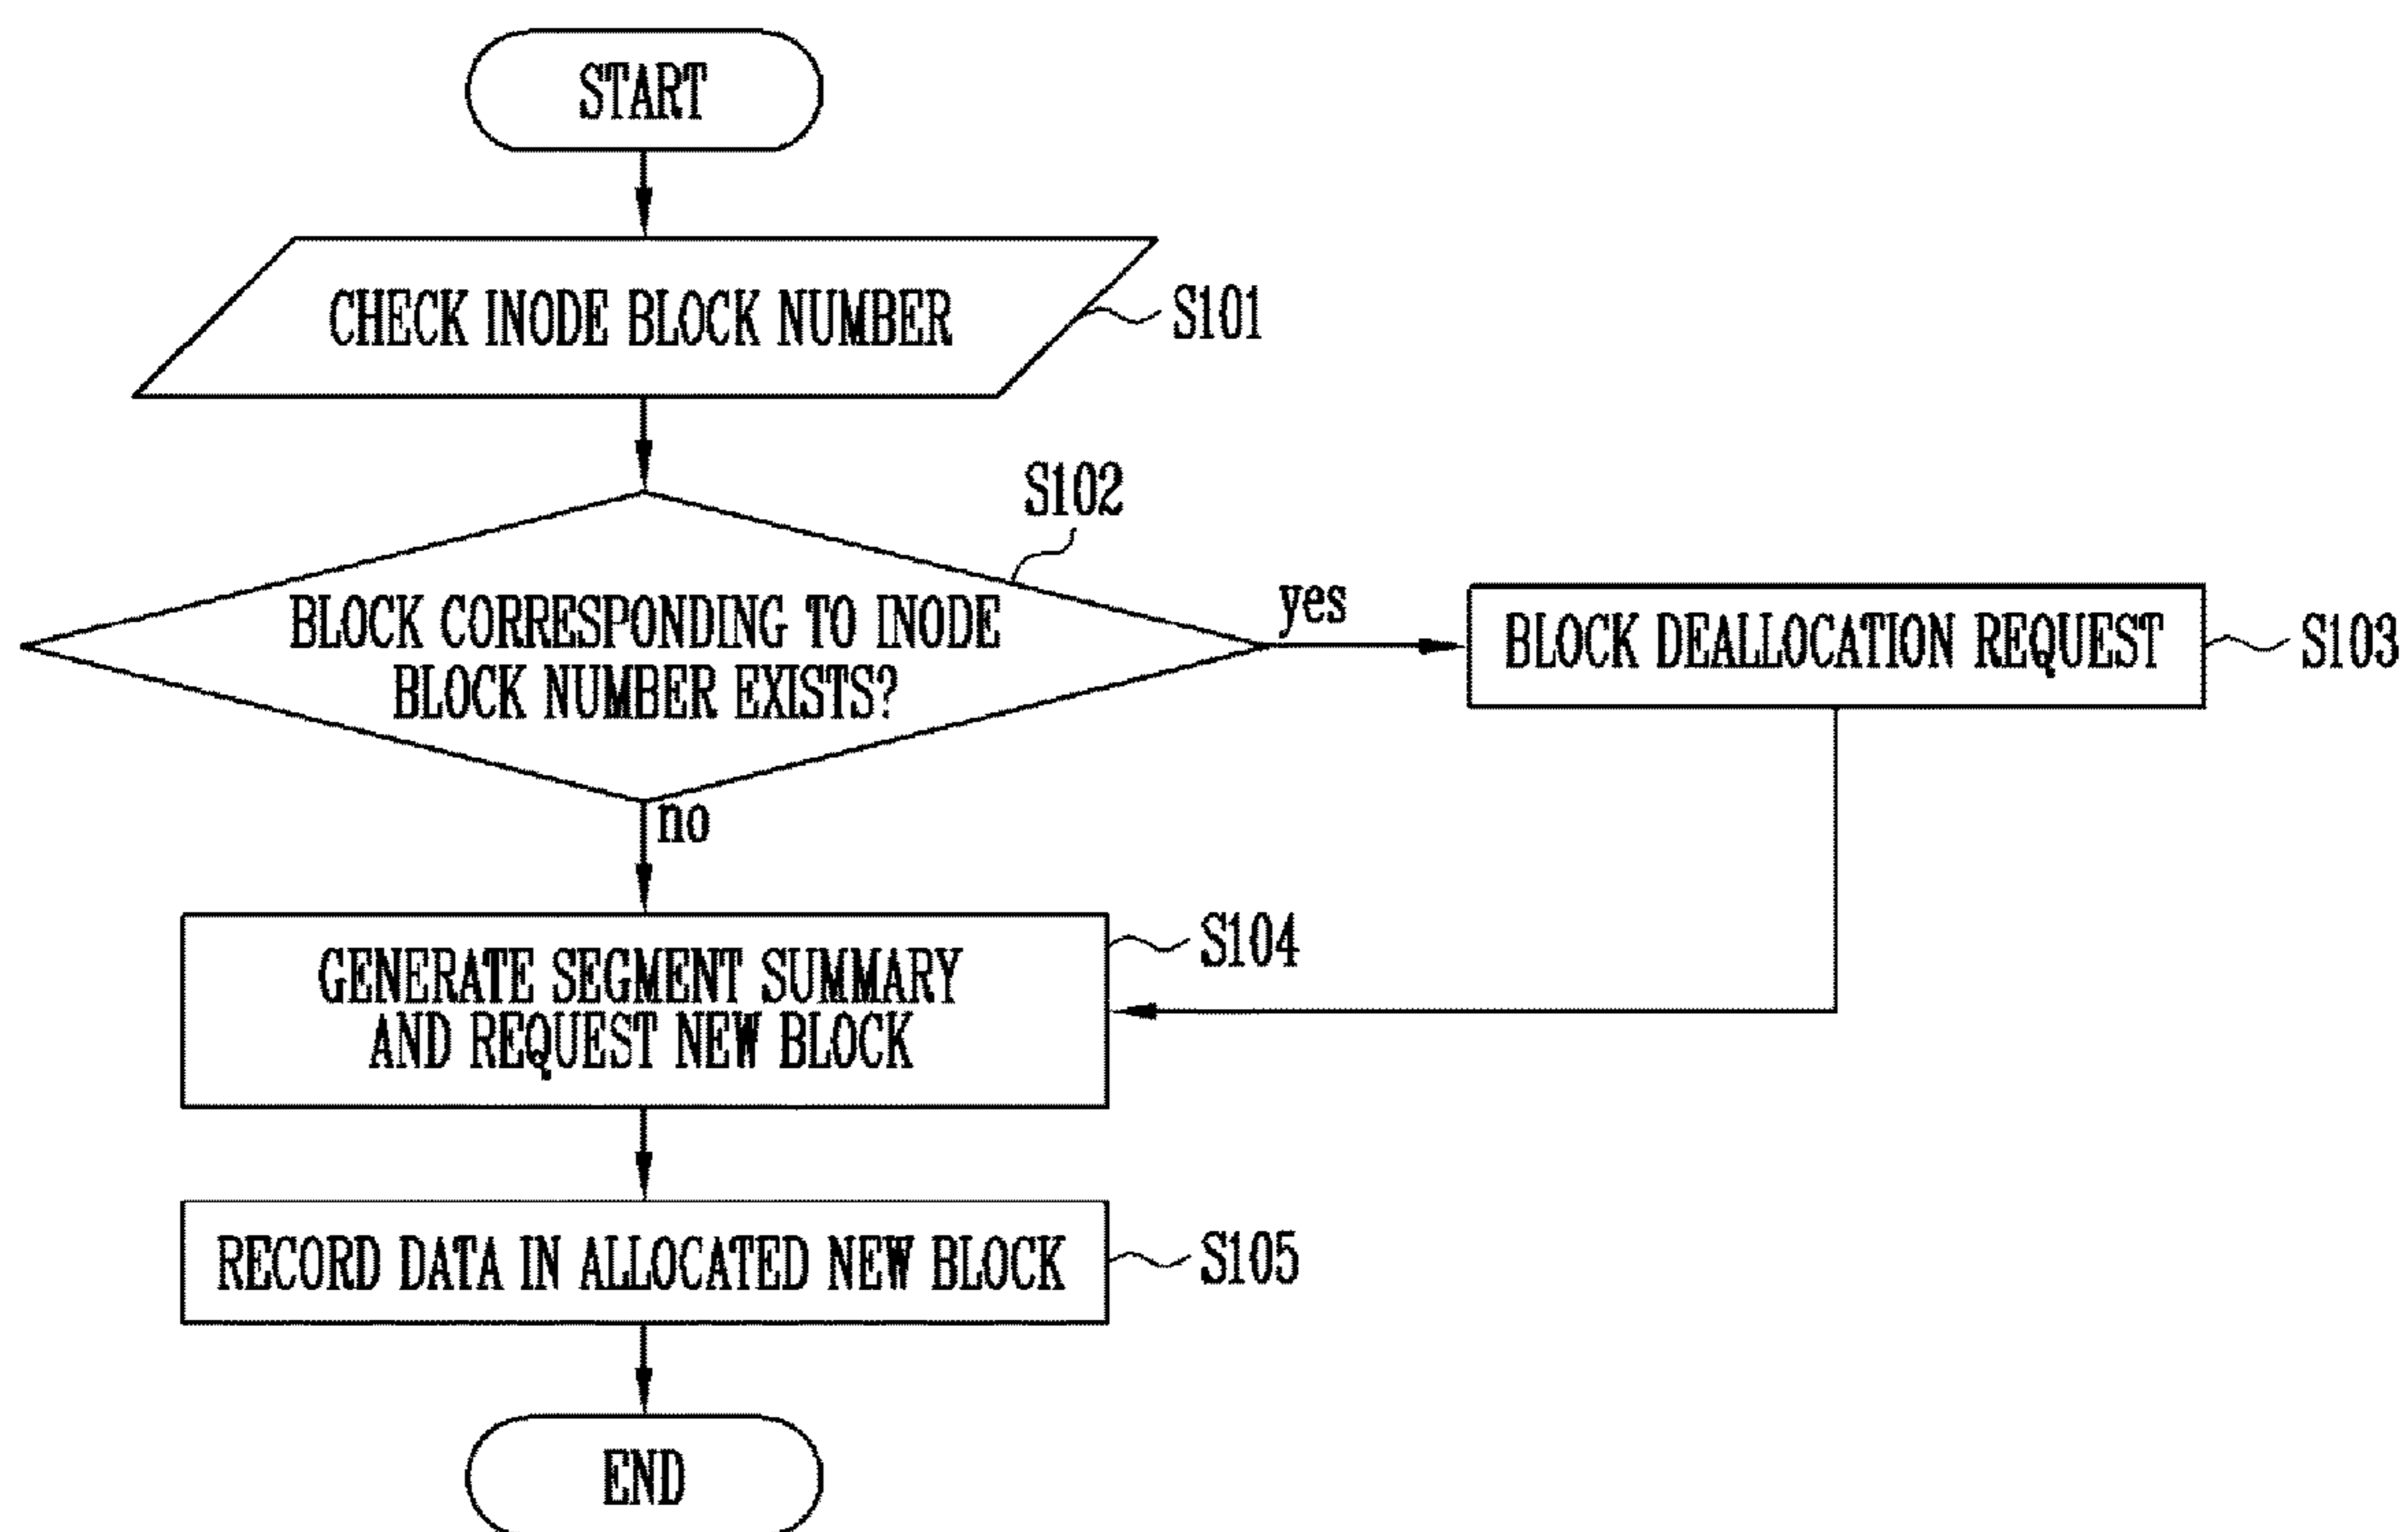 START
CHECK INODE BLOCK NUMBER
S101
S102
BLOCK CORRESPONDING TO INODE
BLOCK NUMBER EXISTS?
yes
BLOCK DEALLOCATION REQUEST
S103
no
GENERATE SEGMENT SUMMARY
AND REQUEST NEW BLOCK
S104
RECORD DATA IN ALLOCATED NEW BLOCK
S105
END